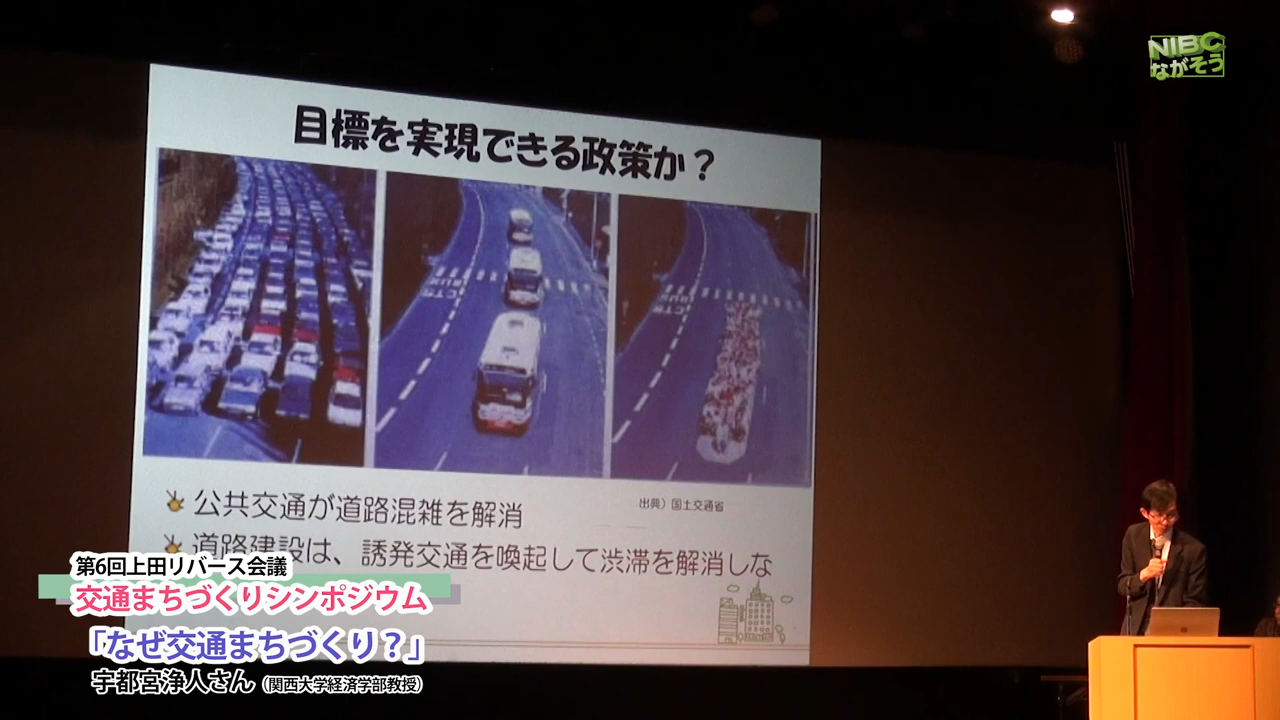 NIBC
ながそう
目標を実現できる政策か？
公共交通が道路混雑を解消
出典）国土交通省
道路建設は、誘発交通を喚起して渋滞を解消しな
第6回上田リバース会議
交通まちづくりシンポジウム
「なぜ交通まちづくり？」
宇都宮浄人さん（関西大学経済学部教授）